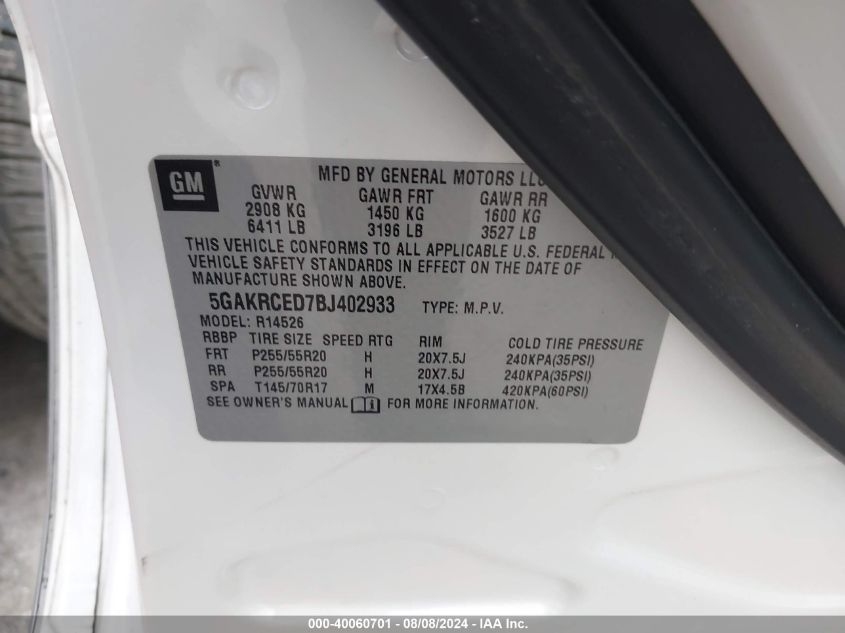 GM®
MFD BY GENERAL MOTORS LLC
GVWR GAWR FRT GAWR RR
2908 KG 1450 KG 1600 KG
6411 LB 3196 LB 3527 LB
THIS VEHICLE CONFORMS TO ALL APPLICABLE U.S. FEDERAL
VEHICLE SAFETY STANDARDS IN EFFECT ON THE DATE OF
MANUFACTURE SHOWN ABOVE.
5GAKRCED7BJ402933 TYPE: M.P.V.
MODEL: R14526
RBBP TIRE SIZE SPEED RTG RIM COLD TIRE PRESSURE
FRT P255/55R20 H 20X7.5J 240KPA(35PSI)
RR P255/55R20 H 20X7.5J 240KPA(35PSI)
SPA T145/70R17 M 17X4.5B 420KPA(60PSI)
SEE OWNER'S MANUAL FOR MORE INFORMATION.
000-40060701 - 08/08/2024 - IAA Inc.